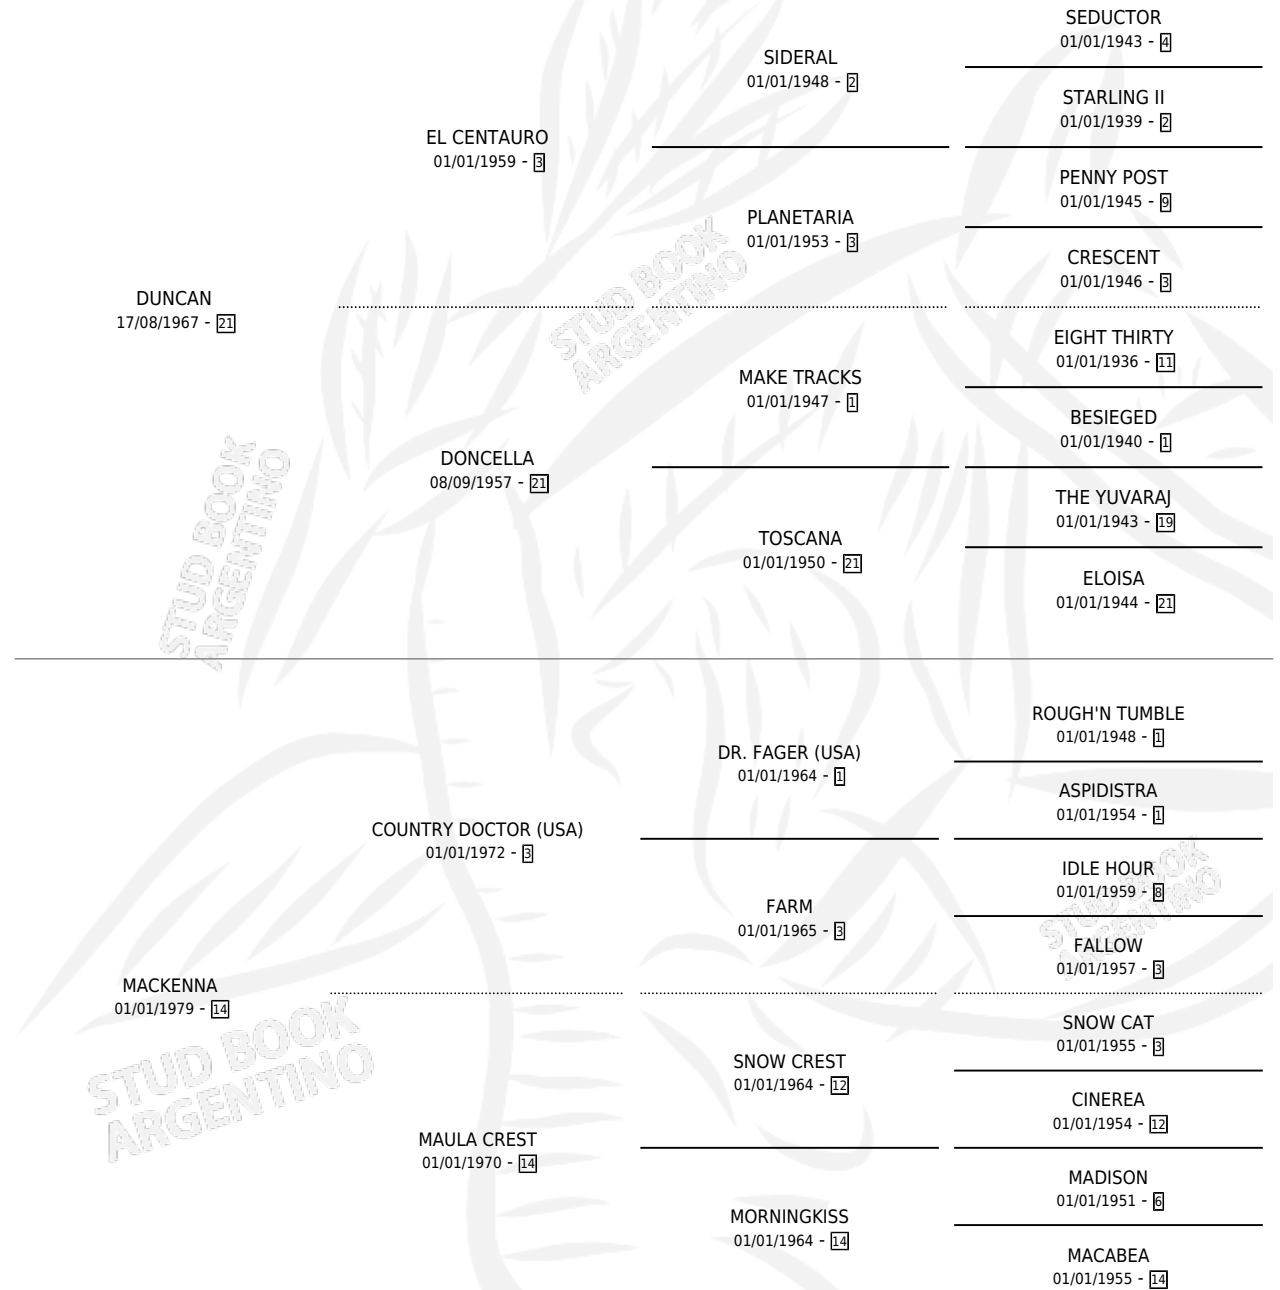 SEDUCTOR
01/01/1943 - 4
SIDERAL
01/01/1948 - 2
STARLING II
01/01/1939 - 2
EL CENTAURO
01/01/1959 - 3
PENNY POST
01/01/1945 - 9
PLANETARIA
01/01/1953 - 3
CRESCENT
01/01/1946 - 3
DUNCAN
17/08/1967 - 21
EIGHT THIRTY
01/01/1936 - 11
MAKE TRACKS
01/01/1947 - 1
BESIEGED
01/01/1940 - 1
DONCELLA
08/09/1957 - 21
THE YUVARAJ
01/01/1943 - 19
TOSCANA
01/01/1950 - 21
ELOISA
01/01/1944 - 21
ROUGH'N TUMBLE
01/01/1948 - 1
DR. FAGER (USA)
01/01/1964 - 1
ASPIDISTRA
01/01/1954 - 1
COUNTRY DOCTOR (USA)
01/01/1972 - 3
IDLE HOUR
01/01/1959 - 8
FARM
01/01/1965 - 3
FALLOW
01/01/1957 - 3
MACKENNA
01/01/1979 - 14
SNOW CAT
01/01/1955 - 3
SNOW CREST
01/01/1964 - 12
CINEREA
01/01/1954 - 12
MAULA CREST
01/01/1970 - 14
MADISON
01/01/1951 - 6
MORNINGKISS
01/01/1964 - 14
MACABEA
01/01/1955 - 14
STUD BOOK
ARGENTINO
STUD BOOK
ARGENTINO
STUD BOOK
ARGENTINO
STUD BOOK
ARGENTINO